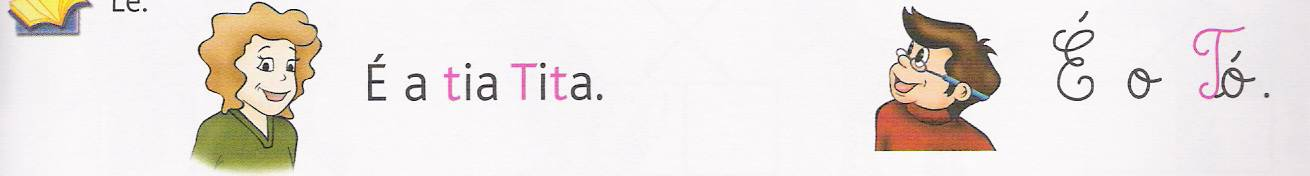 Lê.
É a tia Tita.
É o Tó.